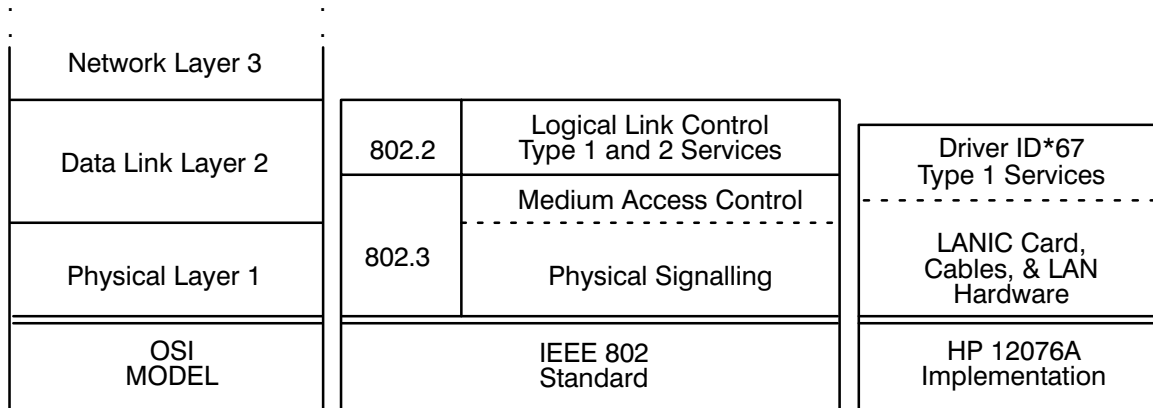 Network Layer 3
Data Link Layer 2
Physical Layer 1
OSI
MODEL
802.2
Logical Link Control
Type 1 and 2 Services
802.3
Medium Access Control
Physical Signalling
IEEE 802
Standard
Driver ID*67
Type 1 Services
LANIC Card,
Cables, & LAN
Hardware
HP 12076A
Implementation